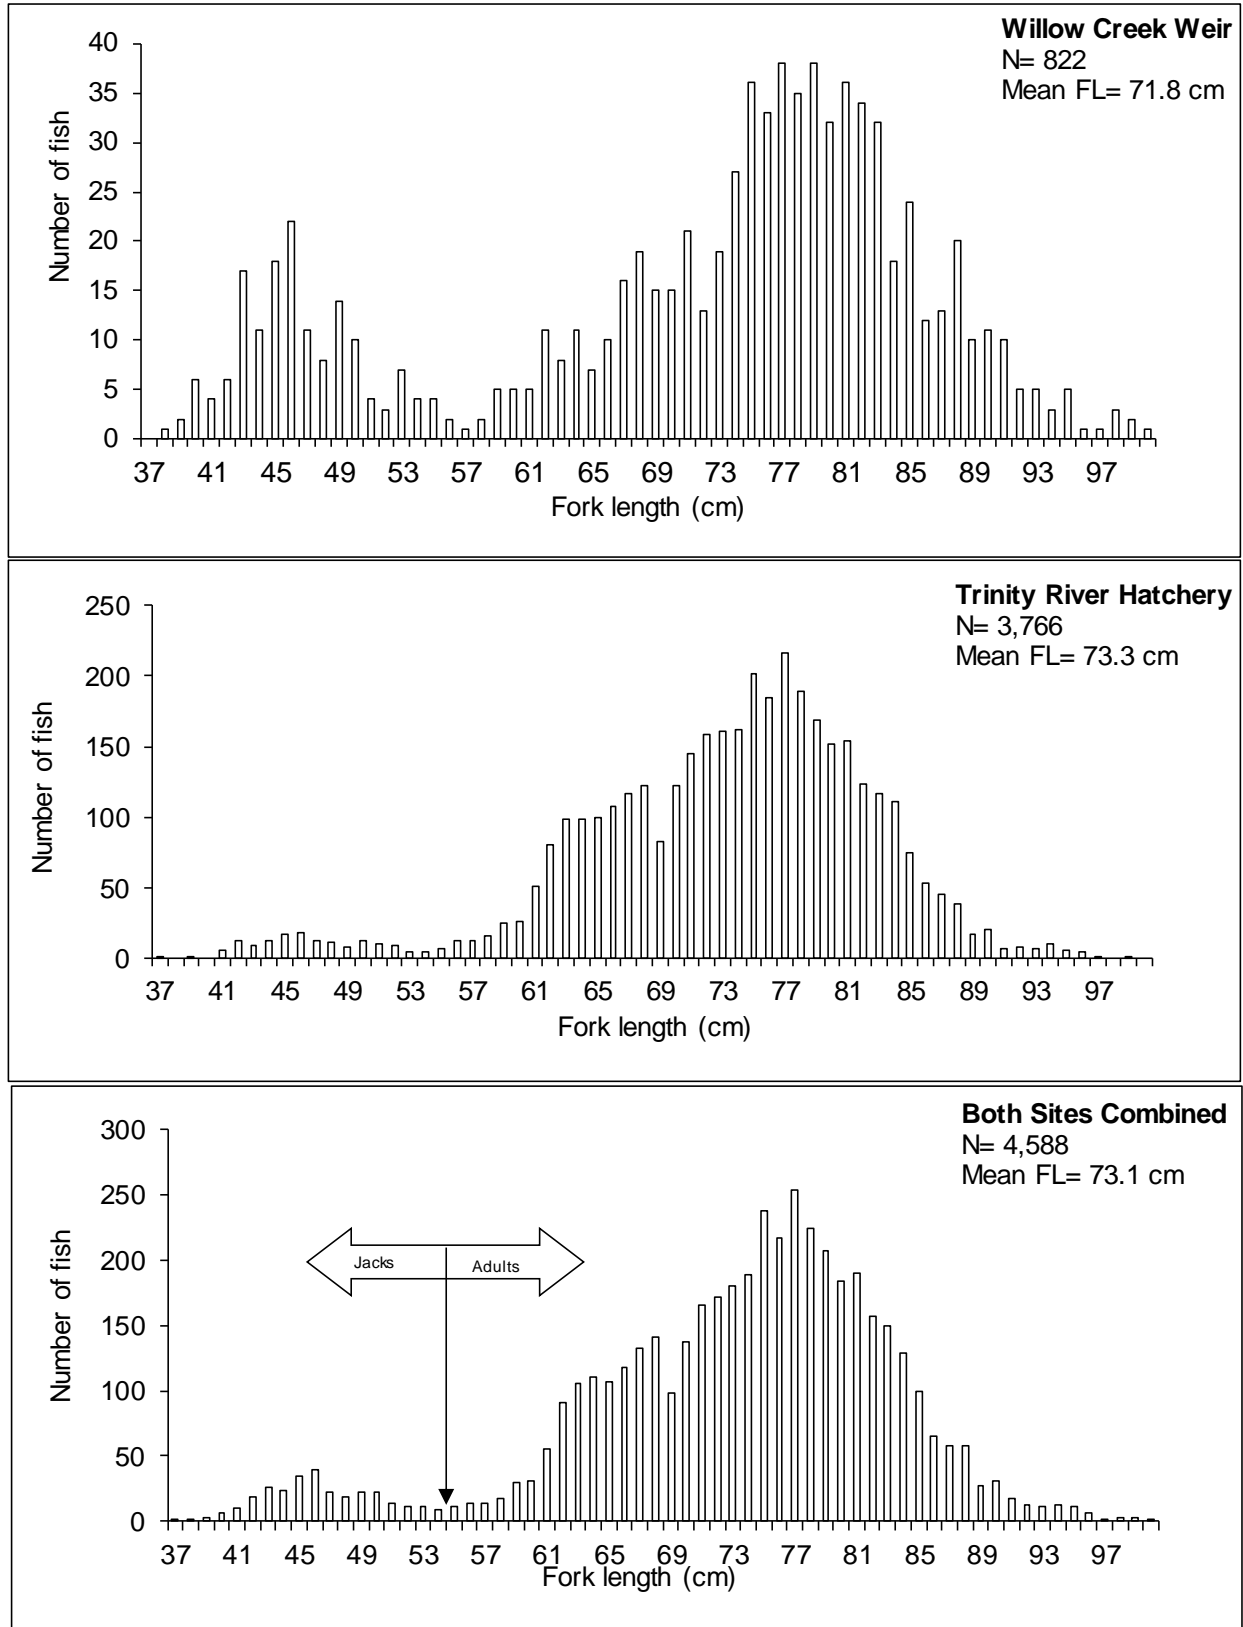 Willow Creek Weir
N= 822
Mean FL= 71.8 cm
40
35
30
25
20
15
10
5
0
Number of fish
37 41 45 49 53 57 61 65 69 73 77 81 85 89 93 97
Fork length (cm)
Trinity River Hatchery
N= 3,766
Mean FL= 73.3 cm
250
200
150
100
50
0
Number of fish
37 41 45 49 53 57 61 65 69 73 77 81 85 89 93 97
Fork length (cm)
Both Sites Combined
N= 4,588
Mean FL= 73.1 cm
300
250
200
150
100
50
0
Number of fish
Jacks Adults
37 41 45 49 53 57 61 65 69 73 77 81 85 89 93 97
Fork length (cm)